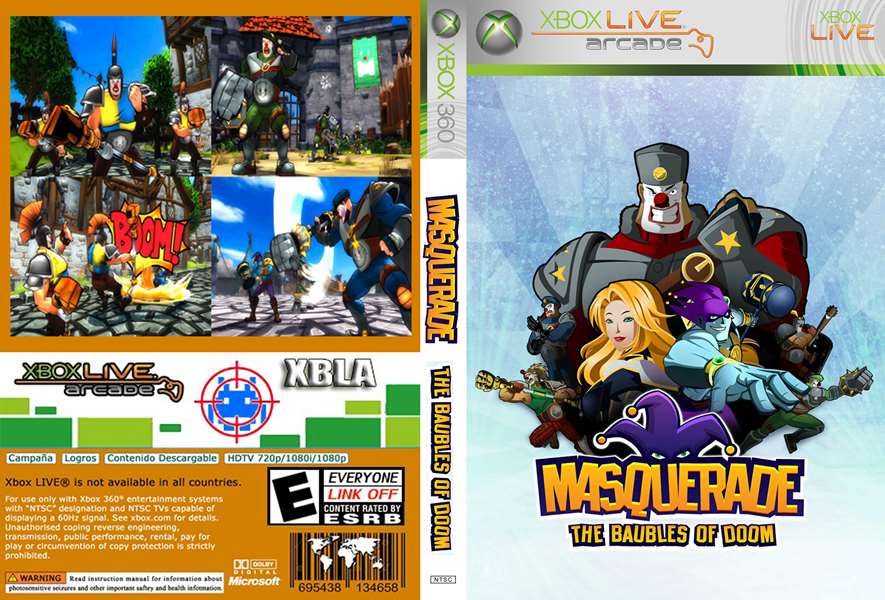 BOOM!
XBOX LIVE
arcade
XBLA
Campaña Logros Contenido Descargable HDTV 720p/1080i/1080p
Xbox LIVE® is not available in all countries.
For use only with Xbox 360® entertainment systems
with "NTSC" designation and NTSC TVs capable of
displaying a 60Hz signal. See xbox.com for details.
Unauthorised coping reverse engineering,
transmission, public performance, rental, pay for
play or circumvention of copy protection is strictly
prohibited.
E
EVERYONE
LINK OFF
CONTENT RATED BY
ESRB
WARNING Read instruction manual for information about
photosensitive seizures and other important saftey and health information.
DOLBY
DIGITAL
Microsoft
695438 134658
XBOX 360
MASQUERADE
THE BAUBLES OF DOOM
NTSC
XBOX LIVE
arcade
XBOX
LIVE
MASQUERADE
THE BAUBLES OF DOOM